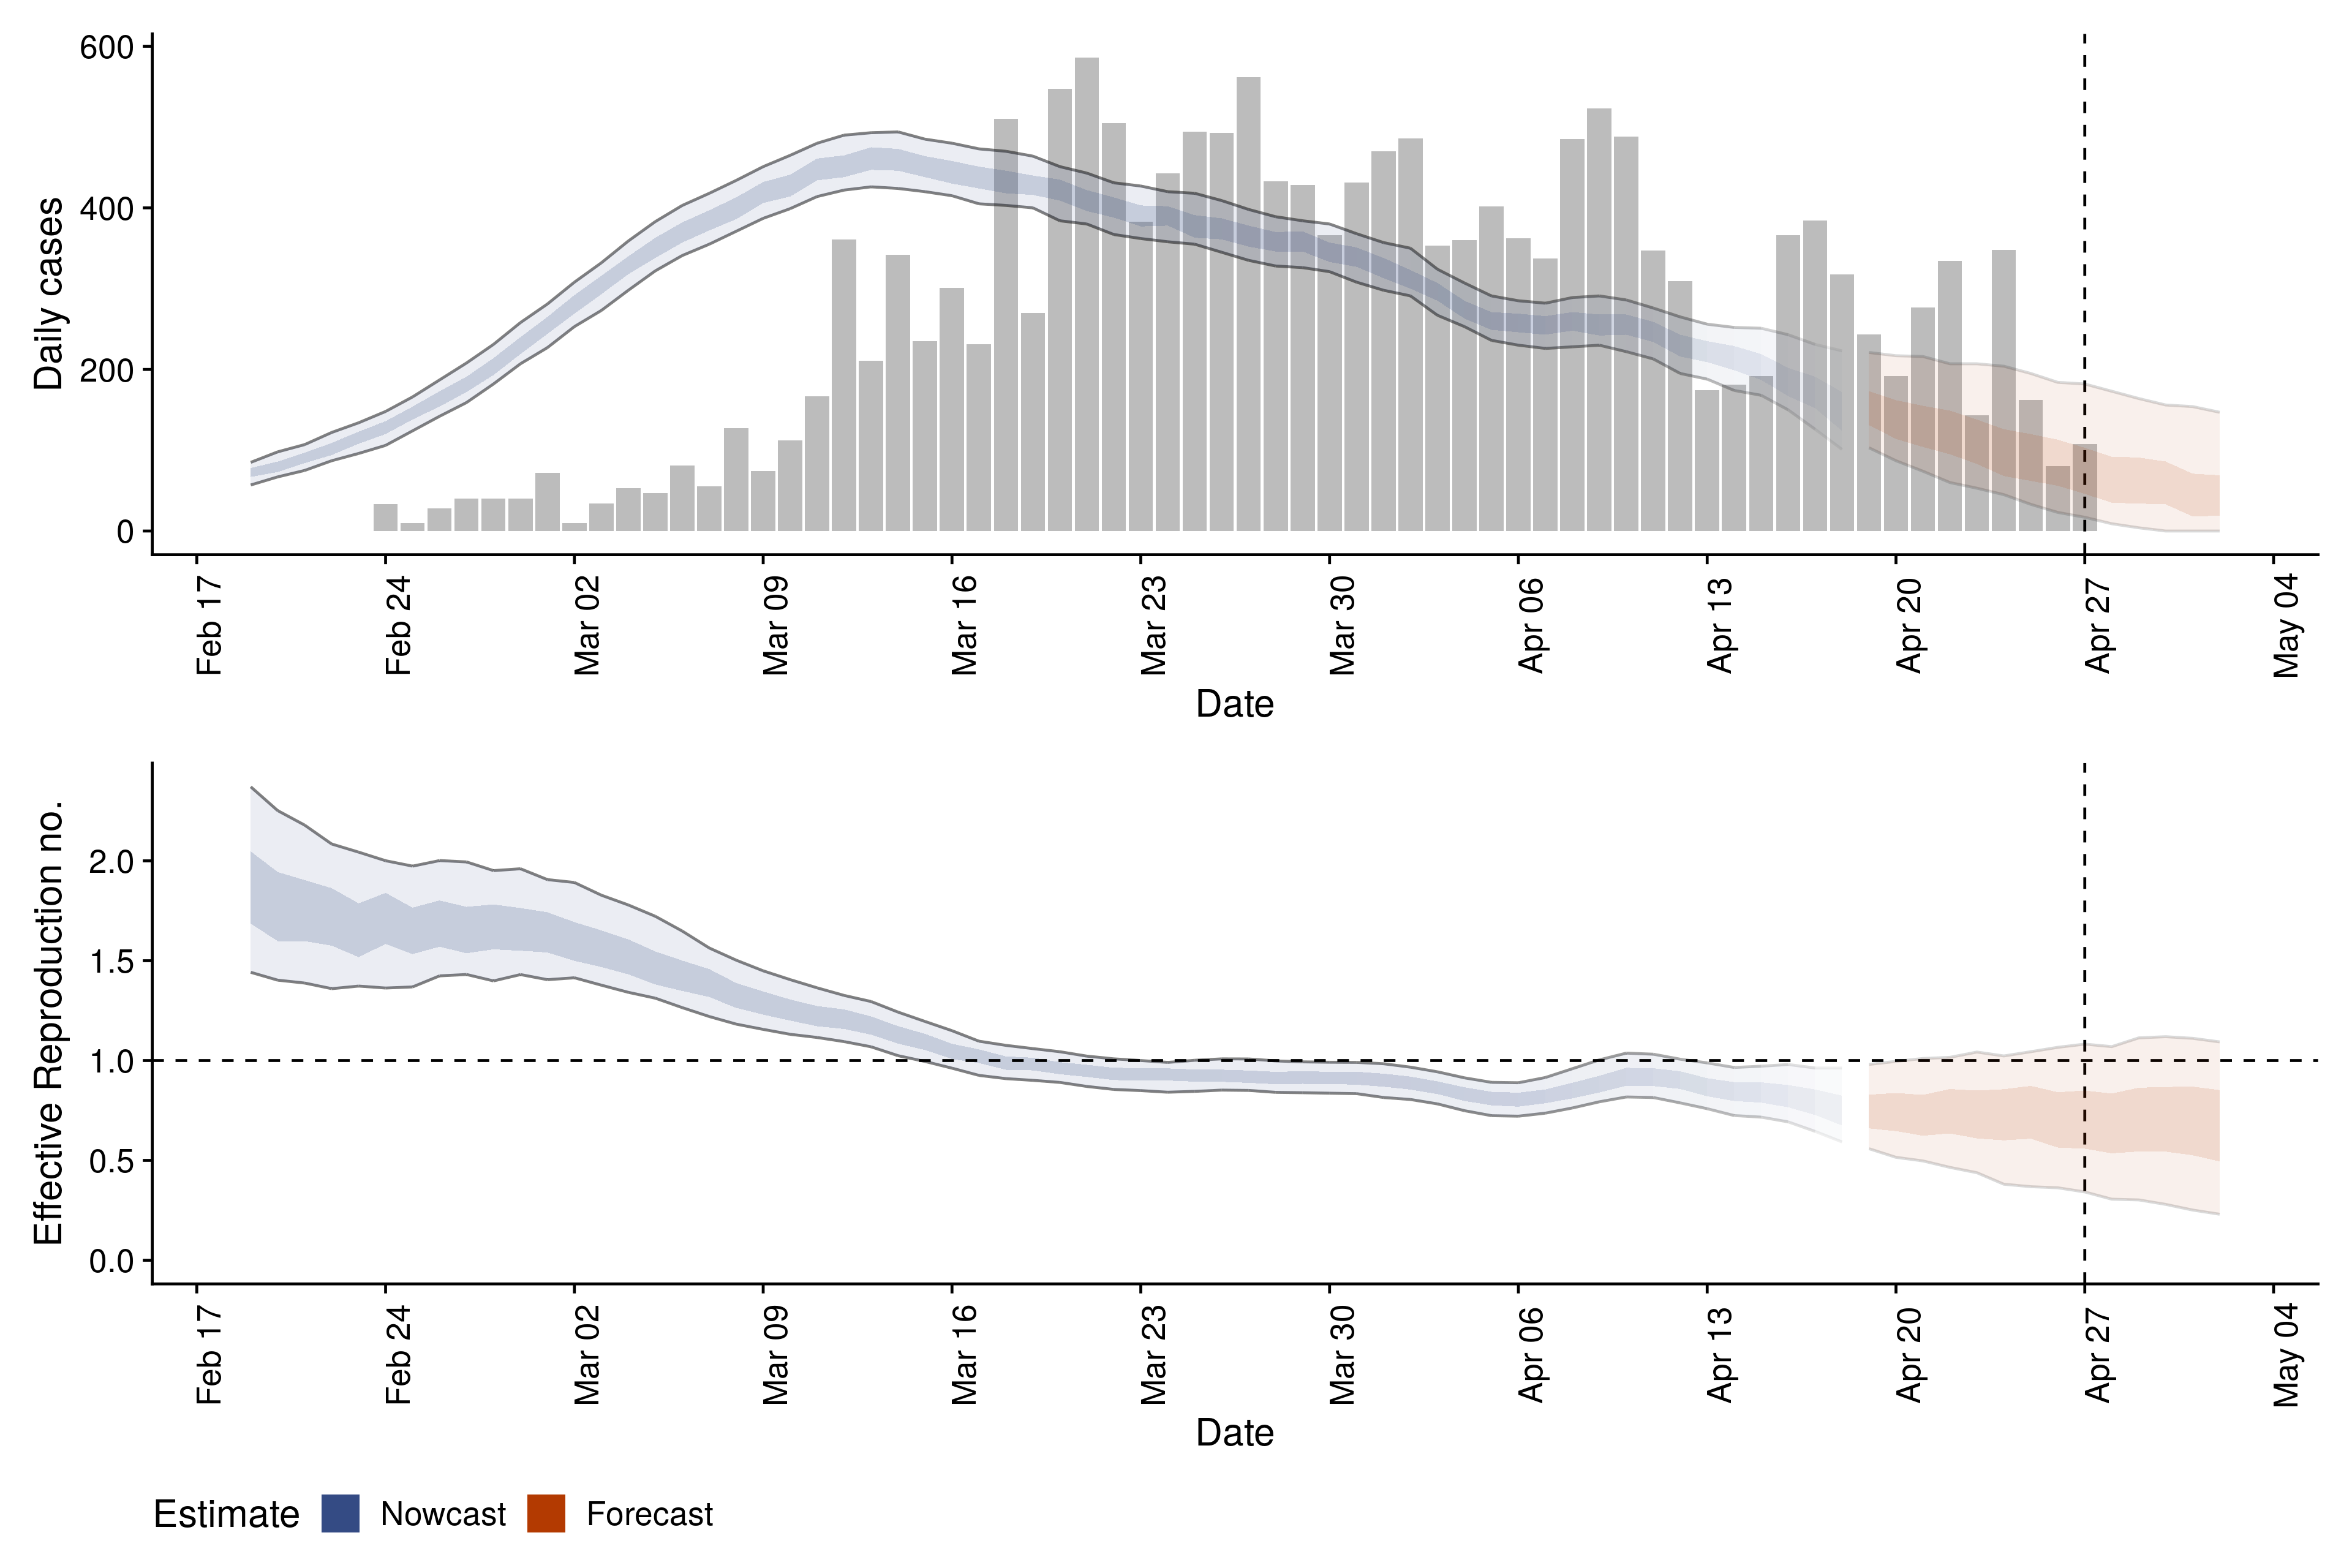 Daily cases
600
400
200
0
Feb 17
Feb 24
Mar 02
Mar 09
Mar 16
Mar 23
Mar 30
Apr 06
Apr 13
Apr 20
Apr 27
May 04
Date
Effective Reproduction no.
2.0
1.5
1.0
0.5
0.0
Feb 17
Feb 24
Mar 02
Mar 09
Mar 16
Mar 23
Mar 30
Apr 06
Apr 13
Apr 20
Apr 27
May 04
Date
Estimate Nowcast Forecast